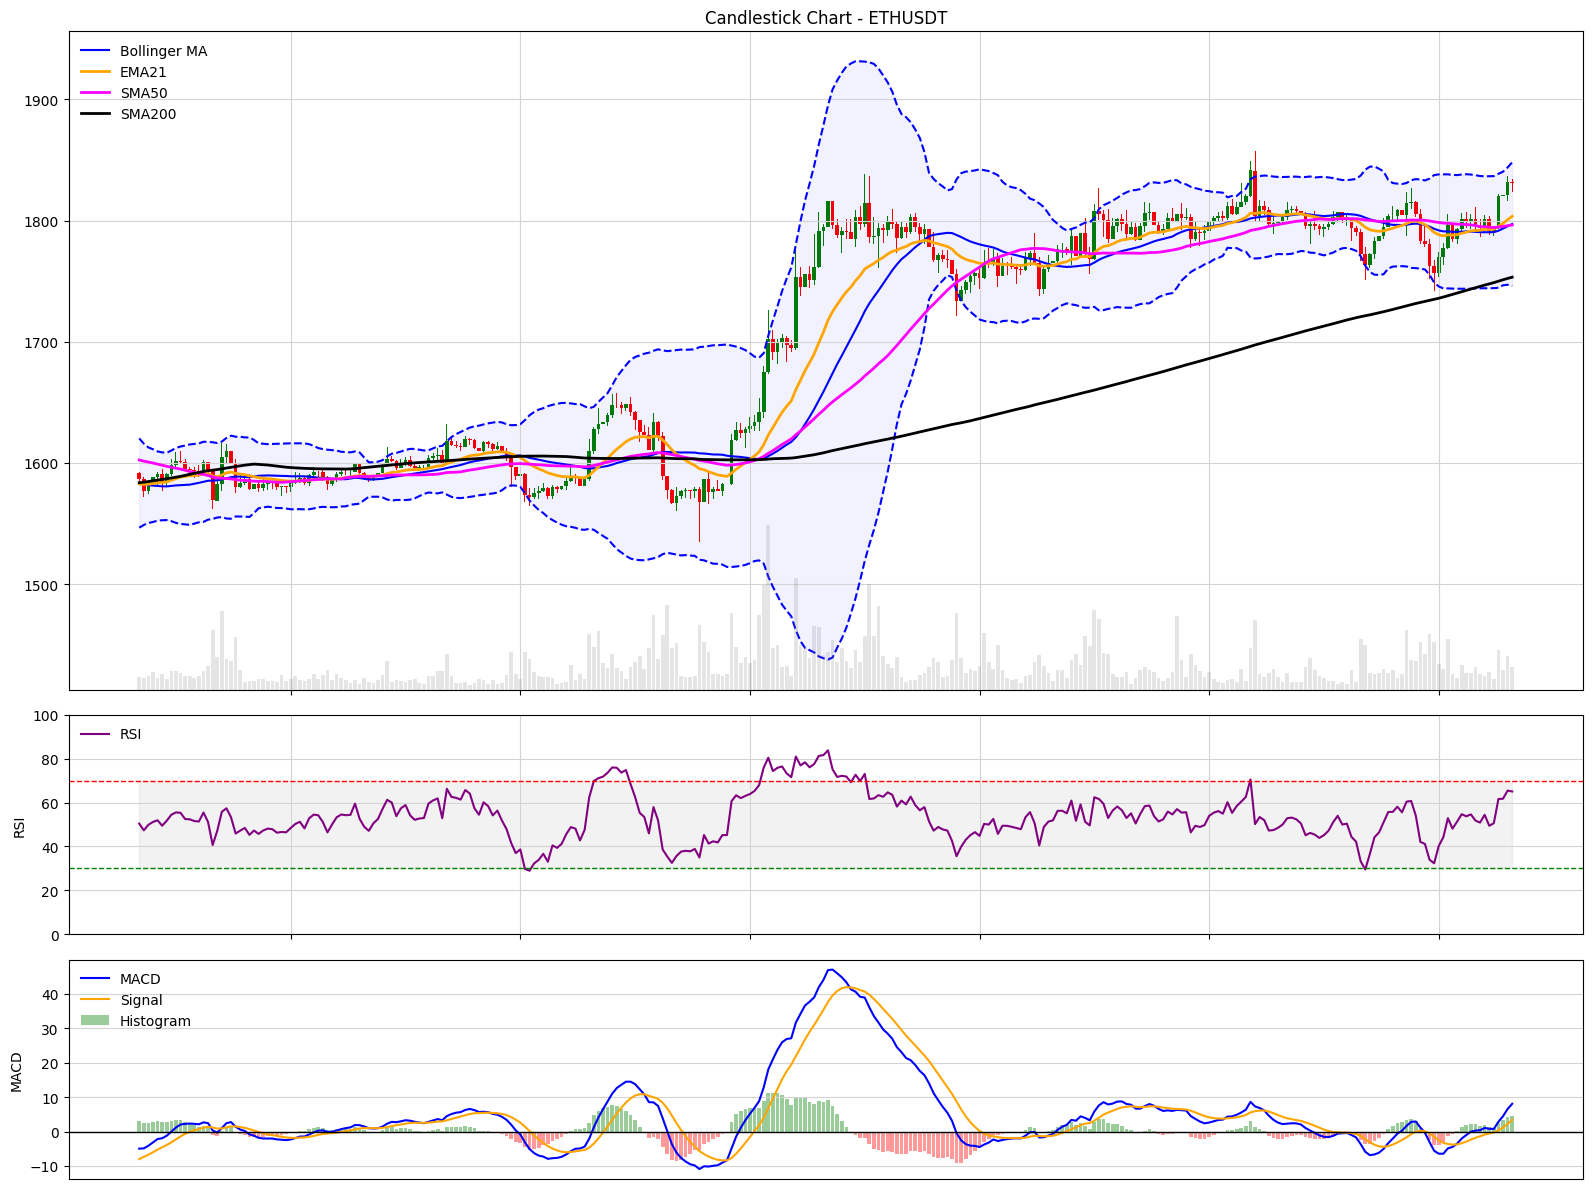 Candlestick Chart - ETHUSDT
Bollinger MA
EMA21
SMA50
SMA200
1900
1800
1700
1600
1500
RSI
100
80
60
40
20
0
RSI
MACD
Signal
Histogram
40
30
20
10
0
−10
MACD